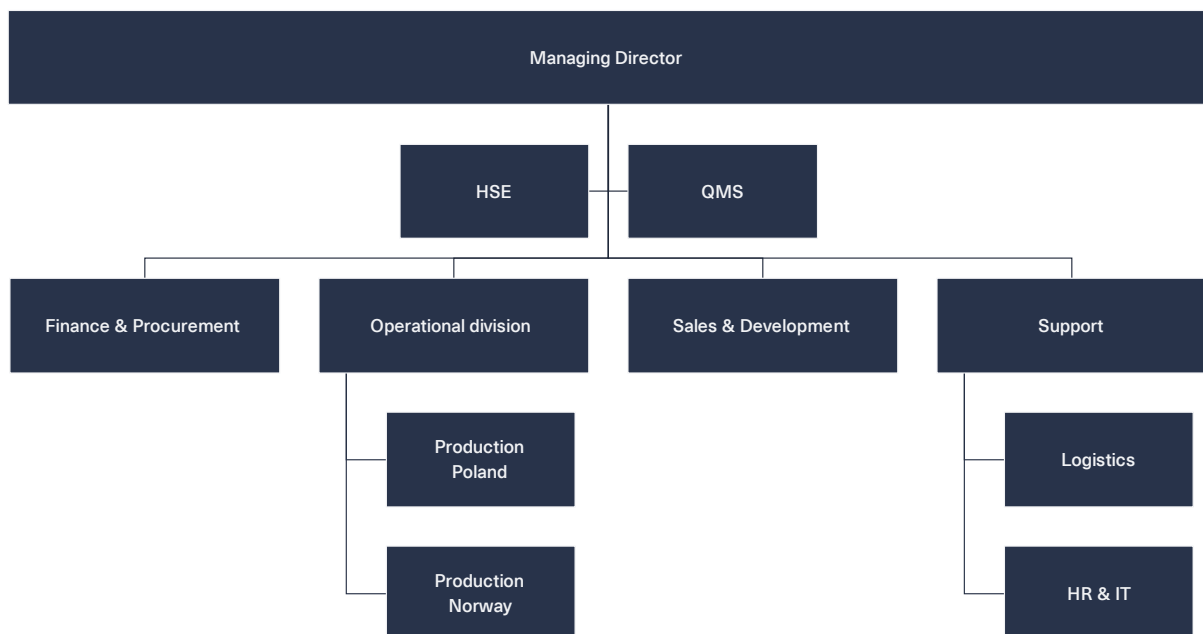 Managing Director
HSE
QMS
Finance & Procurement
Operational division
Sales & Development
Support
Production
Poland
Logistics
Production
Norway
HR & IT